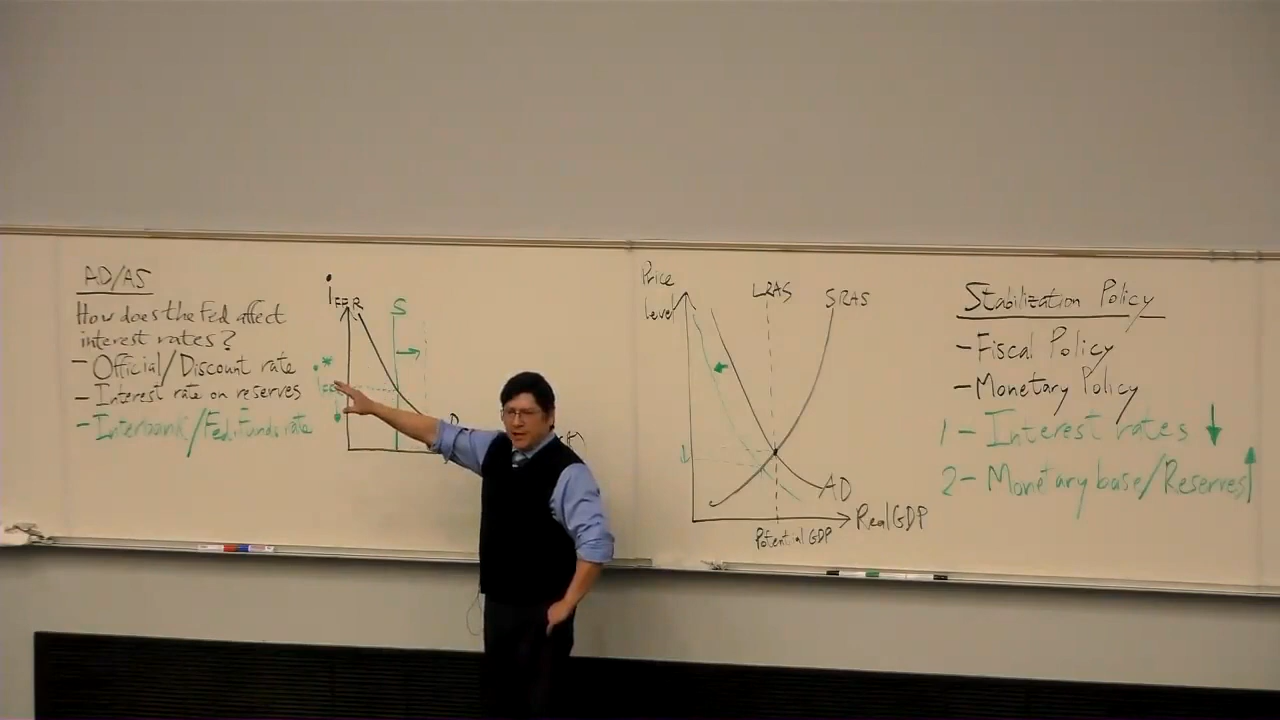 AD/AS
How does the Fed affect
interest rates?
- Official/Discount rate
- Interest rate on reserves
- Interbank/Fed. Funds rate
i FFR
S
D
Price
level
LRAS
SRAS
AD
Real GDP
Potential GDP
Stabilization Policy
- Fiscal Policy
- Monetary Policy
1 - Interest rates ↓
2 - Monetary base/Reserves ↑